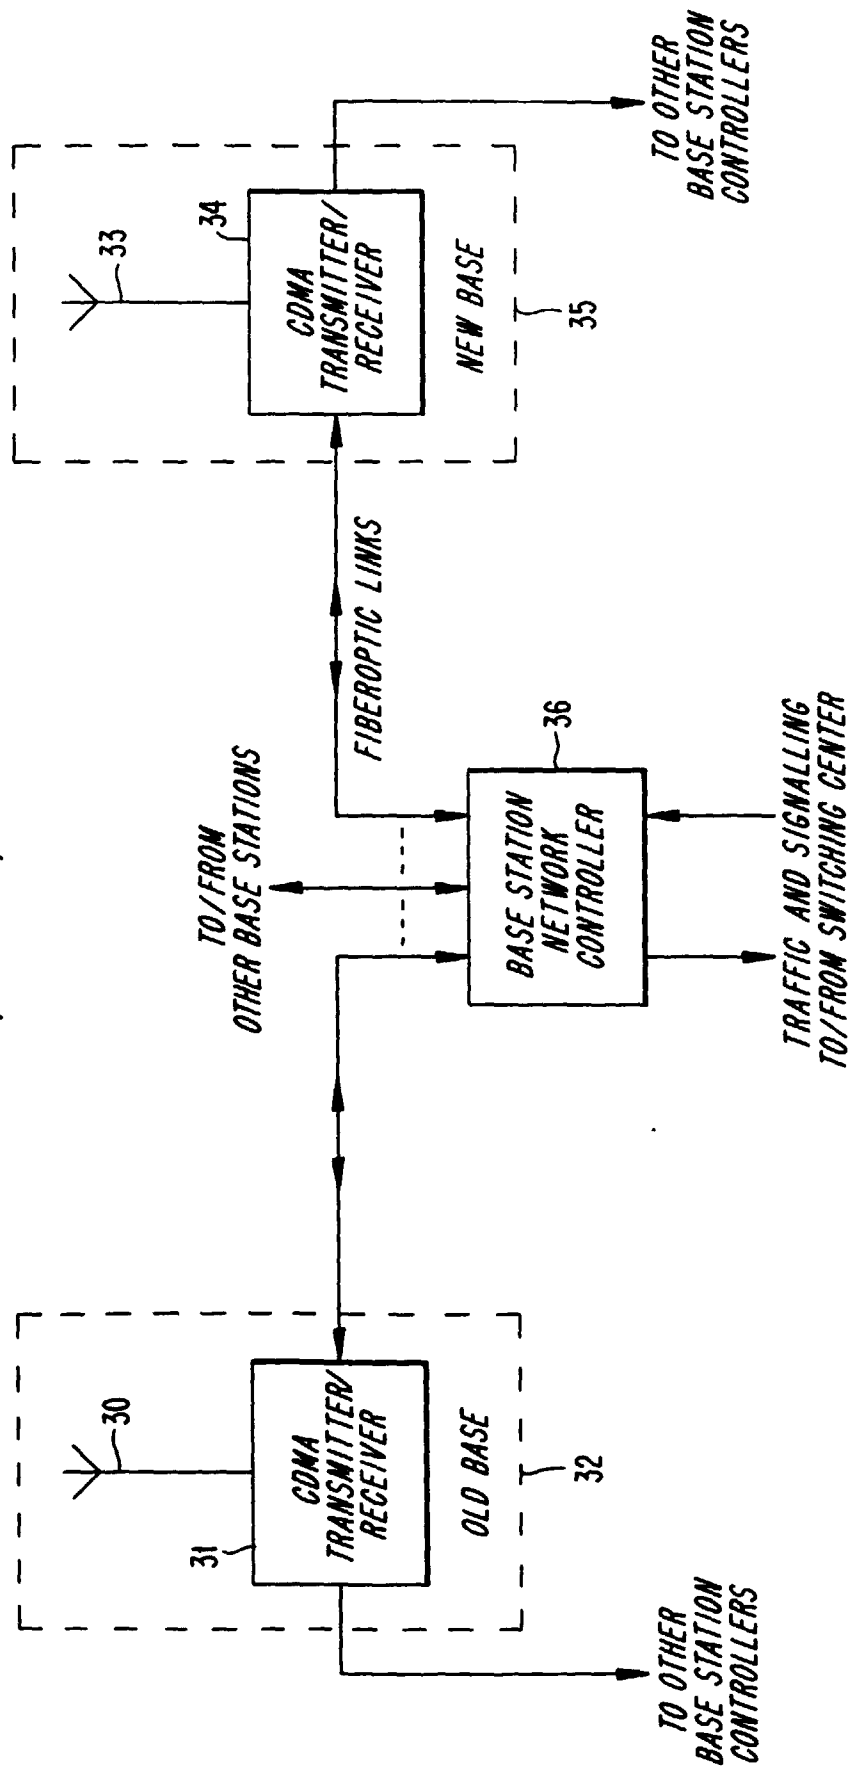 30
31
CDMA
TRANSMITTER/
RECEIVER
OLD BASE
32
TO OTHER
BASE STATION
CONTROLLERS
TO/FROM
OTHER BASE STATIONS
FIBEROPTIC LINKS
36
BASE STATION
NETWORK
CONTROLLER
TRAFFIC AND SIGNALLING
TO/FROM SWITCHING CENTER
33
34
CDMA
TRANSMITTER/
RECEIVER
NEW BASE
35
TO OTHER
BASE STATION
CONTROLLERS